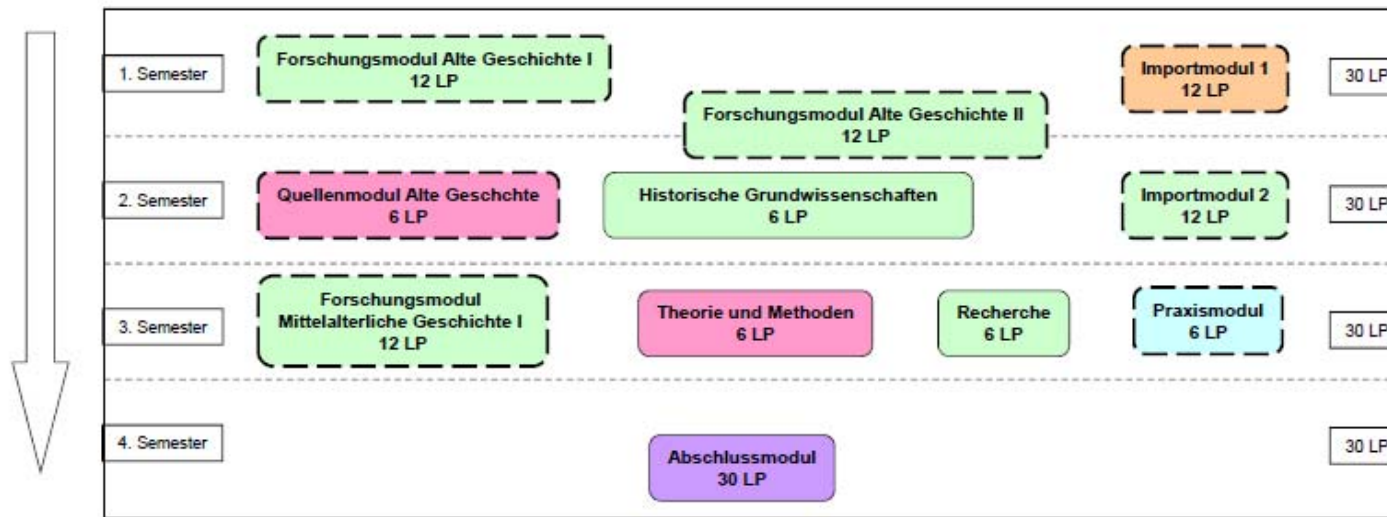 1. Semester
Forschungsmodul Alte Geschichte I
12 LP
Importmodul 1
12 LP
30 LP
Forschungsmodul Alte Geschichte II
12 LP
2. Semester
Quellenmodul Alte Geschchte
6 LP
Historische Grundwissenschaften
6 LP
Importmodul 2
12 LP
30 LP
3. Semester
Forschungsmodul
Mittelalterliche Geschichte I
12 LP
Theorie und Methoden
6 LP
Recherche
6 LP
Praxismodul
6 LP
30 LP
4. Semester
Abschlussmodul
30 LP
30 LP